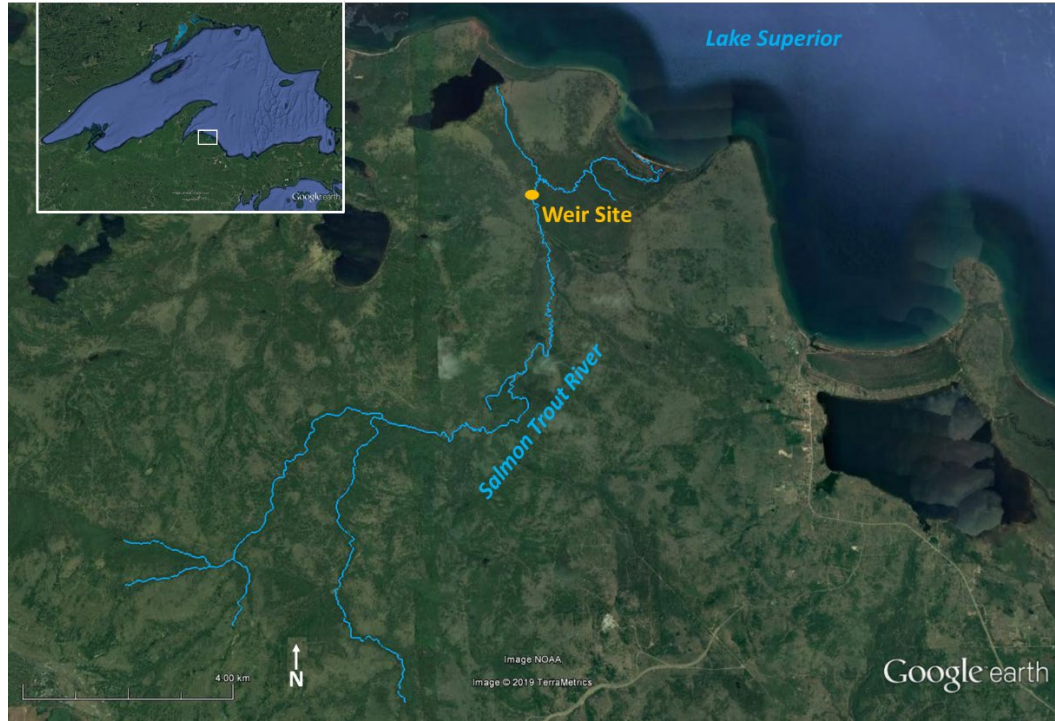 Lake Superior
Google earth
Weir Site
Salmon Trout River
4.00 km
N
Image NOAA
Image © 2019 TerraMetrics
Google earth